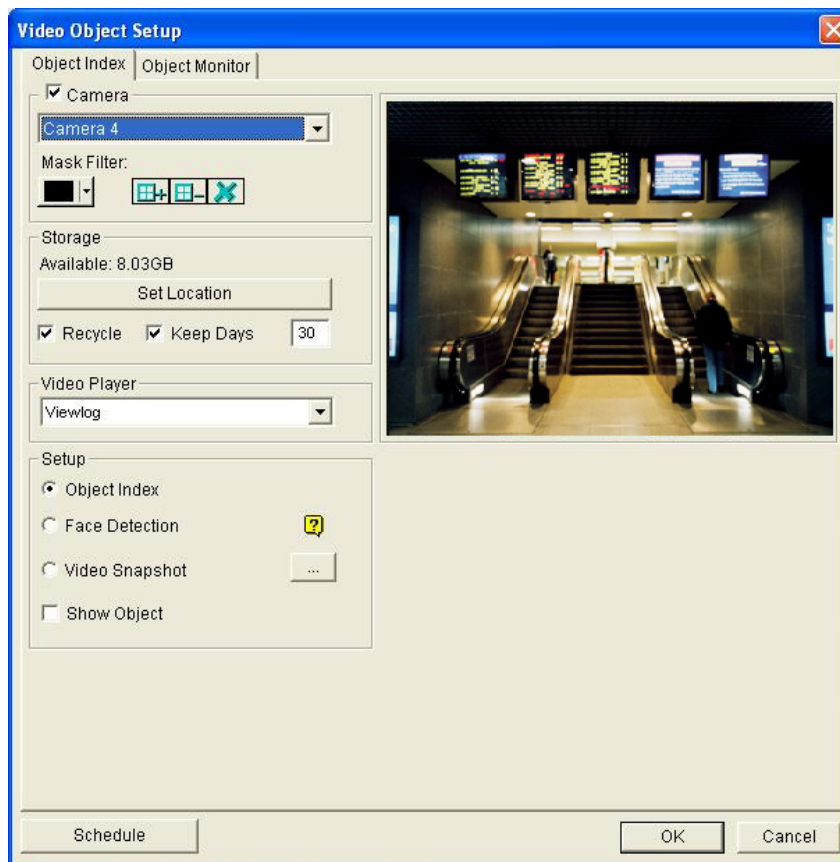 Video Object Setup
Object Index
Object Monitor
Camera
Camera 4
Mask Filter:
Storage
Available: 8.03GB
Set Location
Recycle
Keep Days
30
Video Player
Viewlog
Setup
Object Index
Face Detection
?
Video Snapshot
...
Show Object
Schedule
OK
Cancel